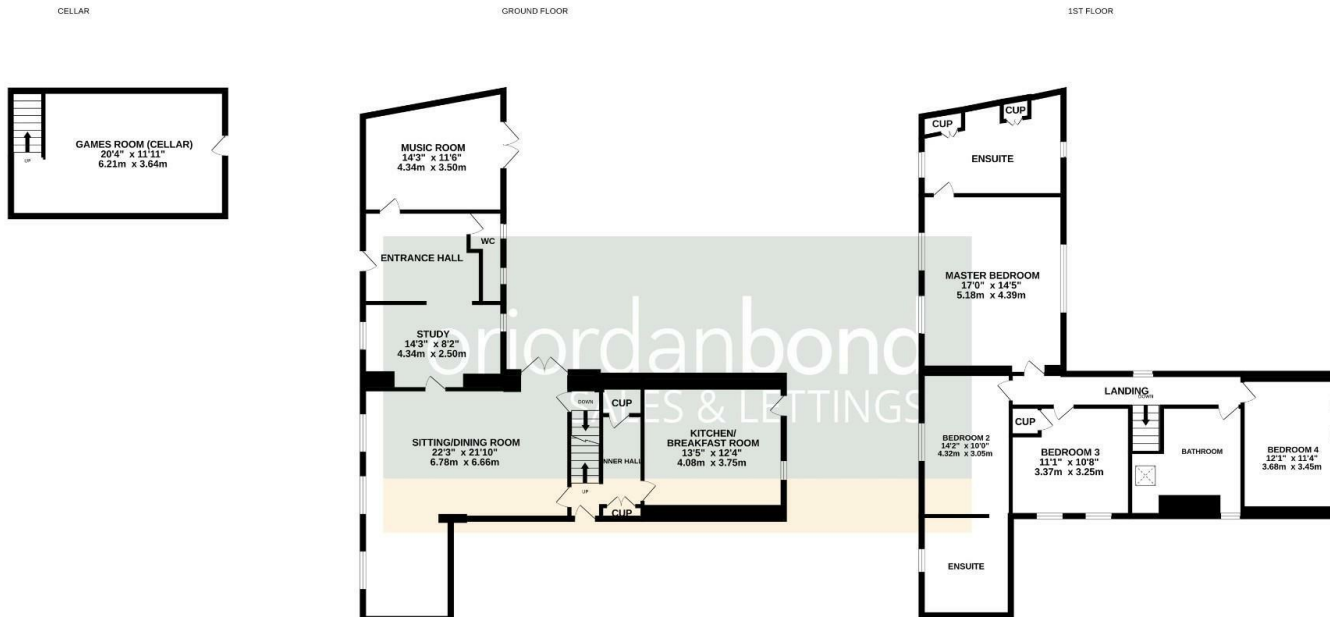 CELLAR
GROUND FLOOR
1ST FLOOR
GAMES ROOM (CELLAR)
20'4" x 11'11"
6.21m x 3.64m
UP
MUSIC ROOM
14'3" x 11'6"
4.34m x 3.50m
WC
ENTRANCE HALL
STUDY
14'3" x 8'2"
4.34m x 2.50m
oriordanbond
SALES & LETTINGS
SITTING/DINING ROOM
22'3" x 21'10"
6.78m x 6.66m
DOWN
UP
CUP
INNER HALL
CUP
KITCHEN/
BREAKFAST ROOM
13'5" x 12'4"
4.08m x 3.75m
CUP
CUP
ENSUITE
MASTER BEDROOM
17'0" x 14'5"
5.18m x 4.39m
LANDING
DOWN
BEDROOM 2
14'2" x 10'0"
4.32m x 3.05m
CUP
BEDROOM 3
11'1" x 10'8"
3.37m x 3.25m
BATHROOM
BEDROOM 4
12'1" x 11'4"
3.68m x 3.45m
ENSUITE